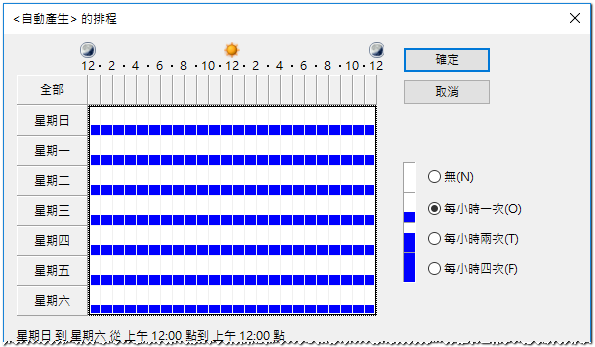 <自動產生> 的排程
12 · 2 · 4 · 6 · 8 · 10 · 12 · 2 · 4 · 6 · 8 · 10 · 12
確定
全部
取消
星期日
星期一
星期二
無(N)
星期三
每小時一次(O)
星期四
每小時兩次(T)
星期五
每小時四次(F)
星期六
星期日 到 星期六 從 上午 12:00 點到 上午 12:00 點